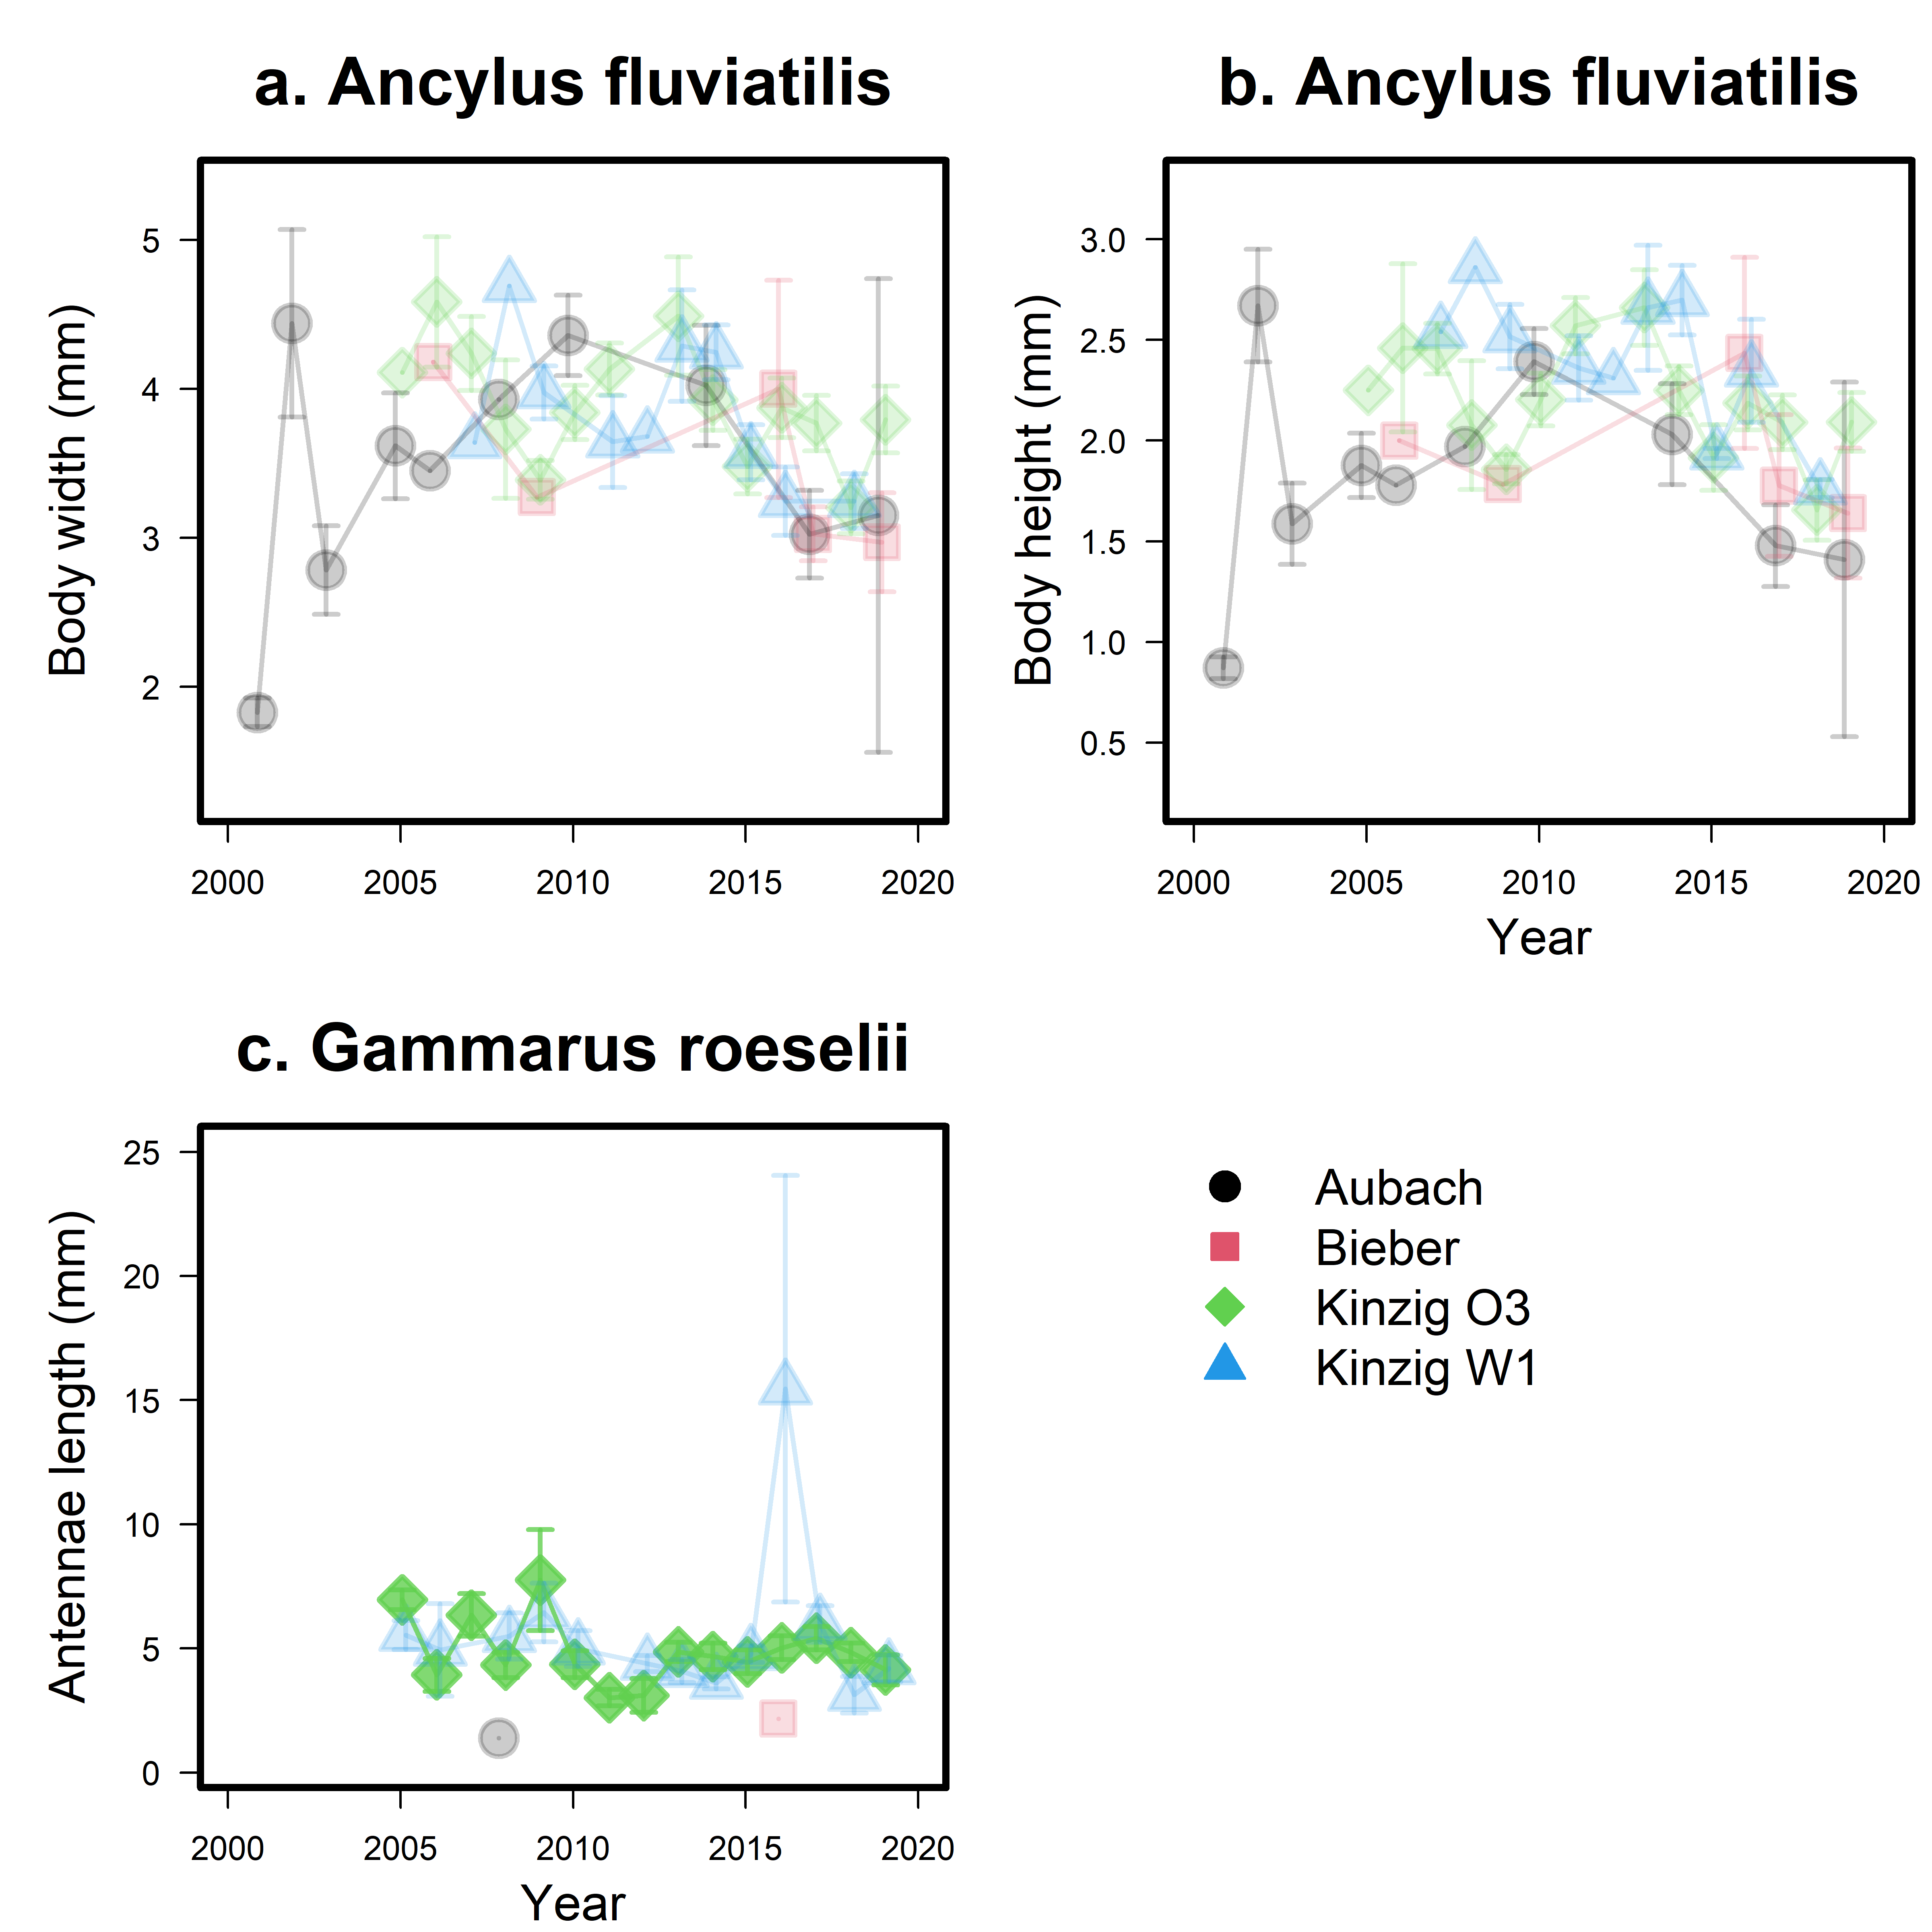 a. Ancylus fluviatilis
Body width (mm)
5
4
3
2
2000 2005 2010 2015 2020
b. Ancylus fluviatilis
Body height (mm)
3.0
2.5
2.0
1.5
1.0
0.5
2000 2005 2010 2015 2020
Year
c. Gammarus roeselii
Antennae length (mm)
25
20
15
10
5
0
2000 2005 2010 2015 2020
Year
Aubach
Bieber
Kinzig O3
Kinzig W1